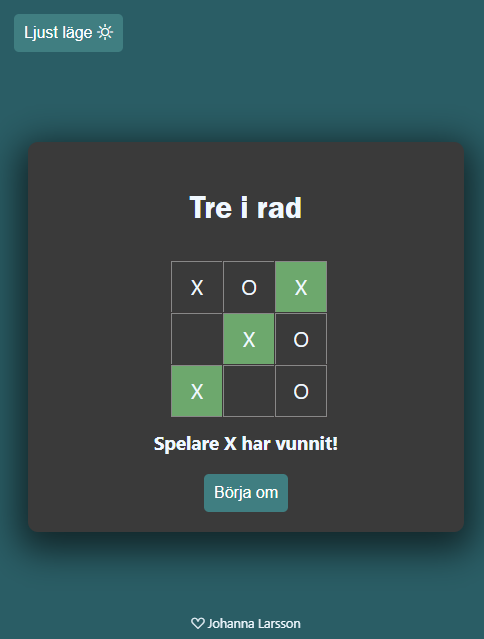 Ljust läge
Tre i rad
X O X
X O
X O
Spelare X har vunnit!
Börja om
Johanna Larsson